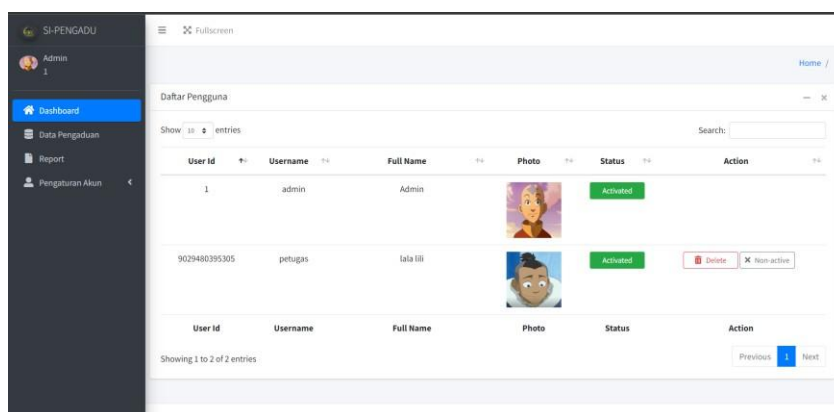 SI-PENGADU
Fullscreen
Admin
1
Home /
Dashboard
Data Pengaduan
Report
Pengaturan Akun
Daftar Pengguna
Show 10 entries
Search:
User Id Username Full Name Photo Status Action
1 admin Admin Activated
9029480395305 petugas lala lili Activated Delete Non-active
User Id Username Full Name Photo Status Action
Showing 1 to 2 of 2 entries
Previous 1 Next